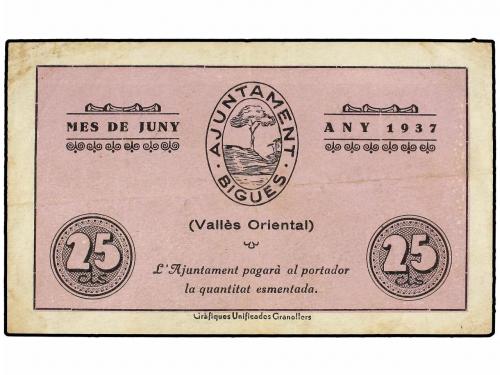 MES DE JUNY
AJUNTAMENT
BIGUES
ANY 1937
(Vallès Oriental)
25
25
L'Ajuntament pagarà al portador
la quantitat esmentada.
Gràfiques Unificades Granollers